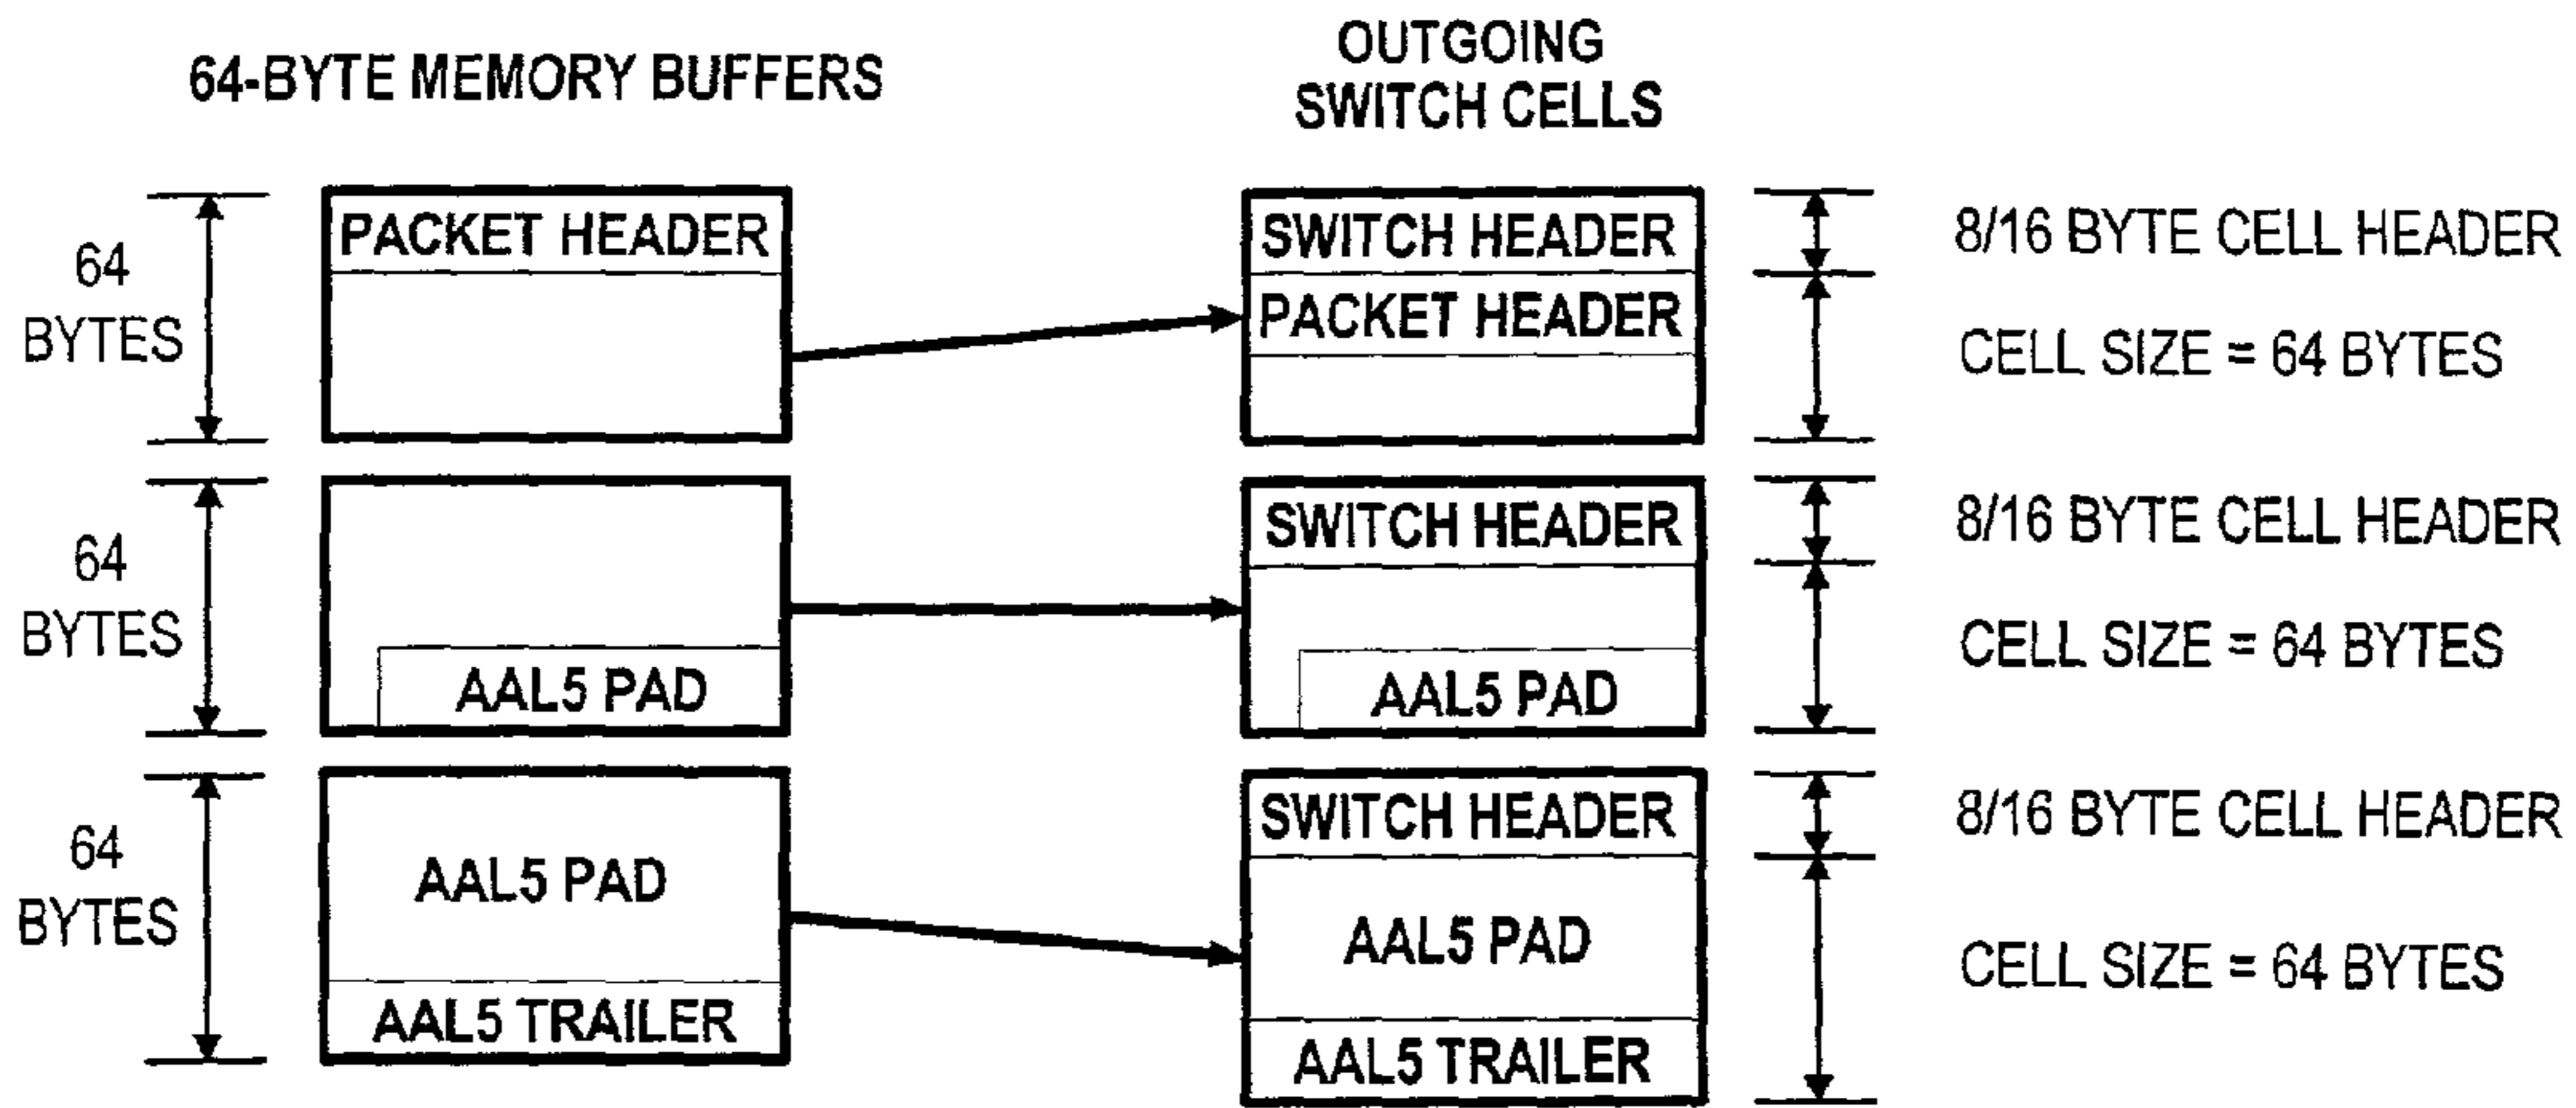 64-BYTE MEMORY BUFFERS
OUTGOING
SWITCH CELLS
64
BYTES
PACKET HEADER
SWITCH HEADER
PACKET HEADER
8/16 BYTE CELL HEADER
CELL SIZE = 64 BYTES
64
BYTES
AAL5 PAD
SWITCH HEADER
AAL5 PAD
8/16 BYTE CELL HEADER
CELL SIZE = 64 BYTES
64
BYTES
AAL5 PAD
AAL5 TRAILER
SWITCH HEADER
AAL5 PAD
AAL5 TRAILER
8/16 BYTE CELL HEADER
CELL SIZE = 64 BYTES